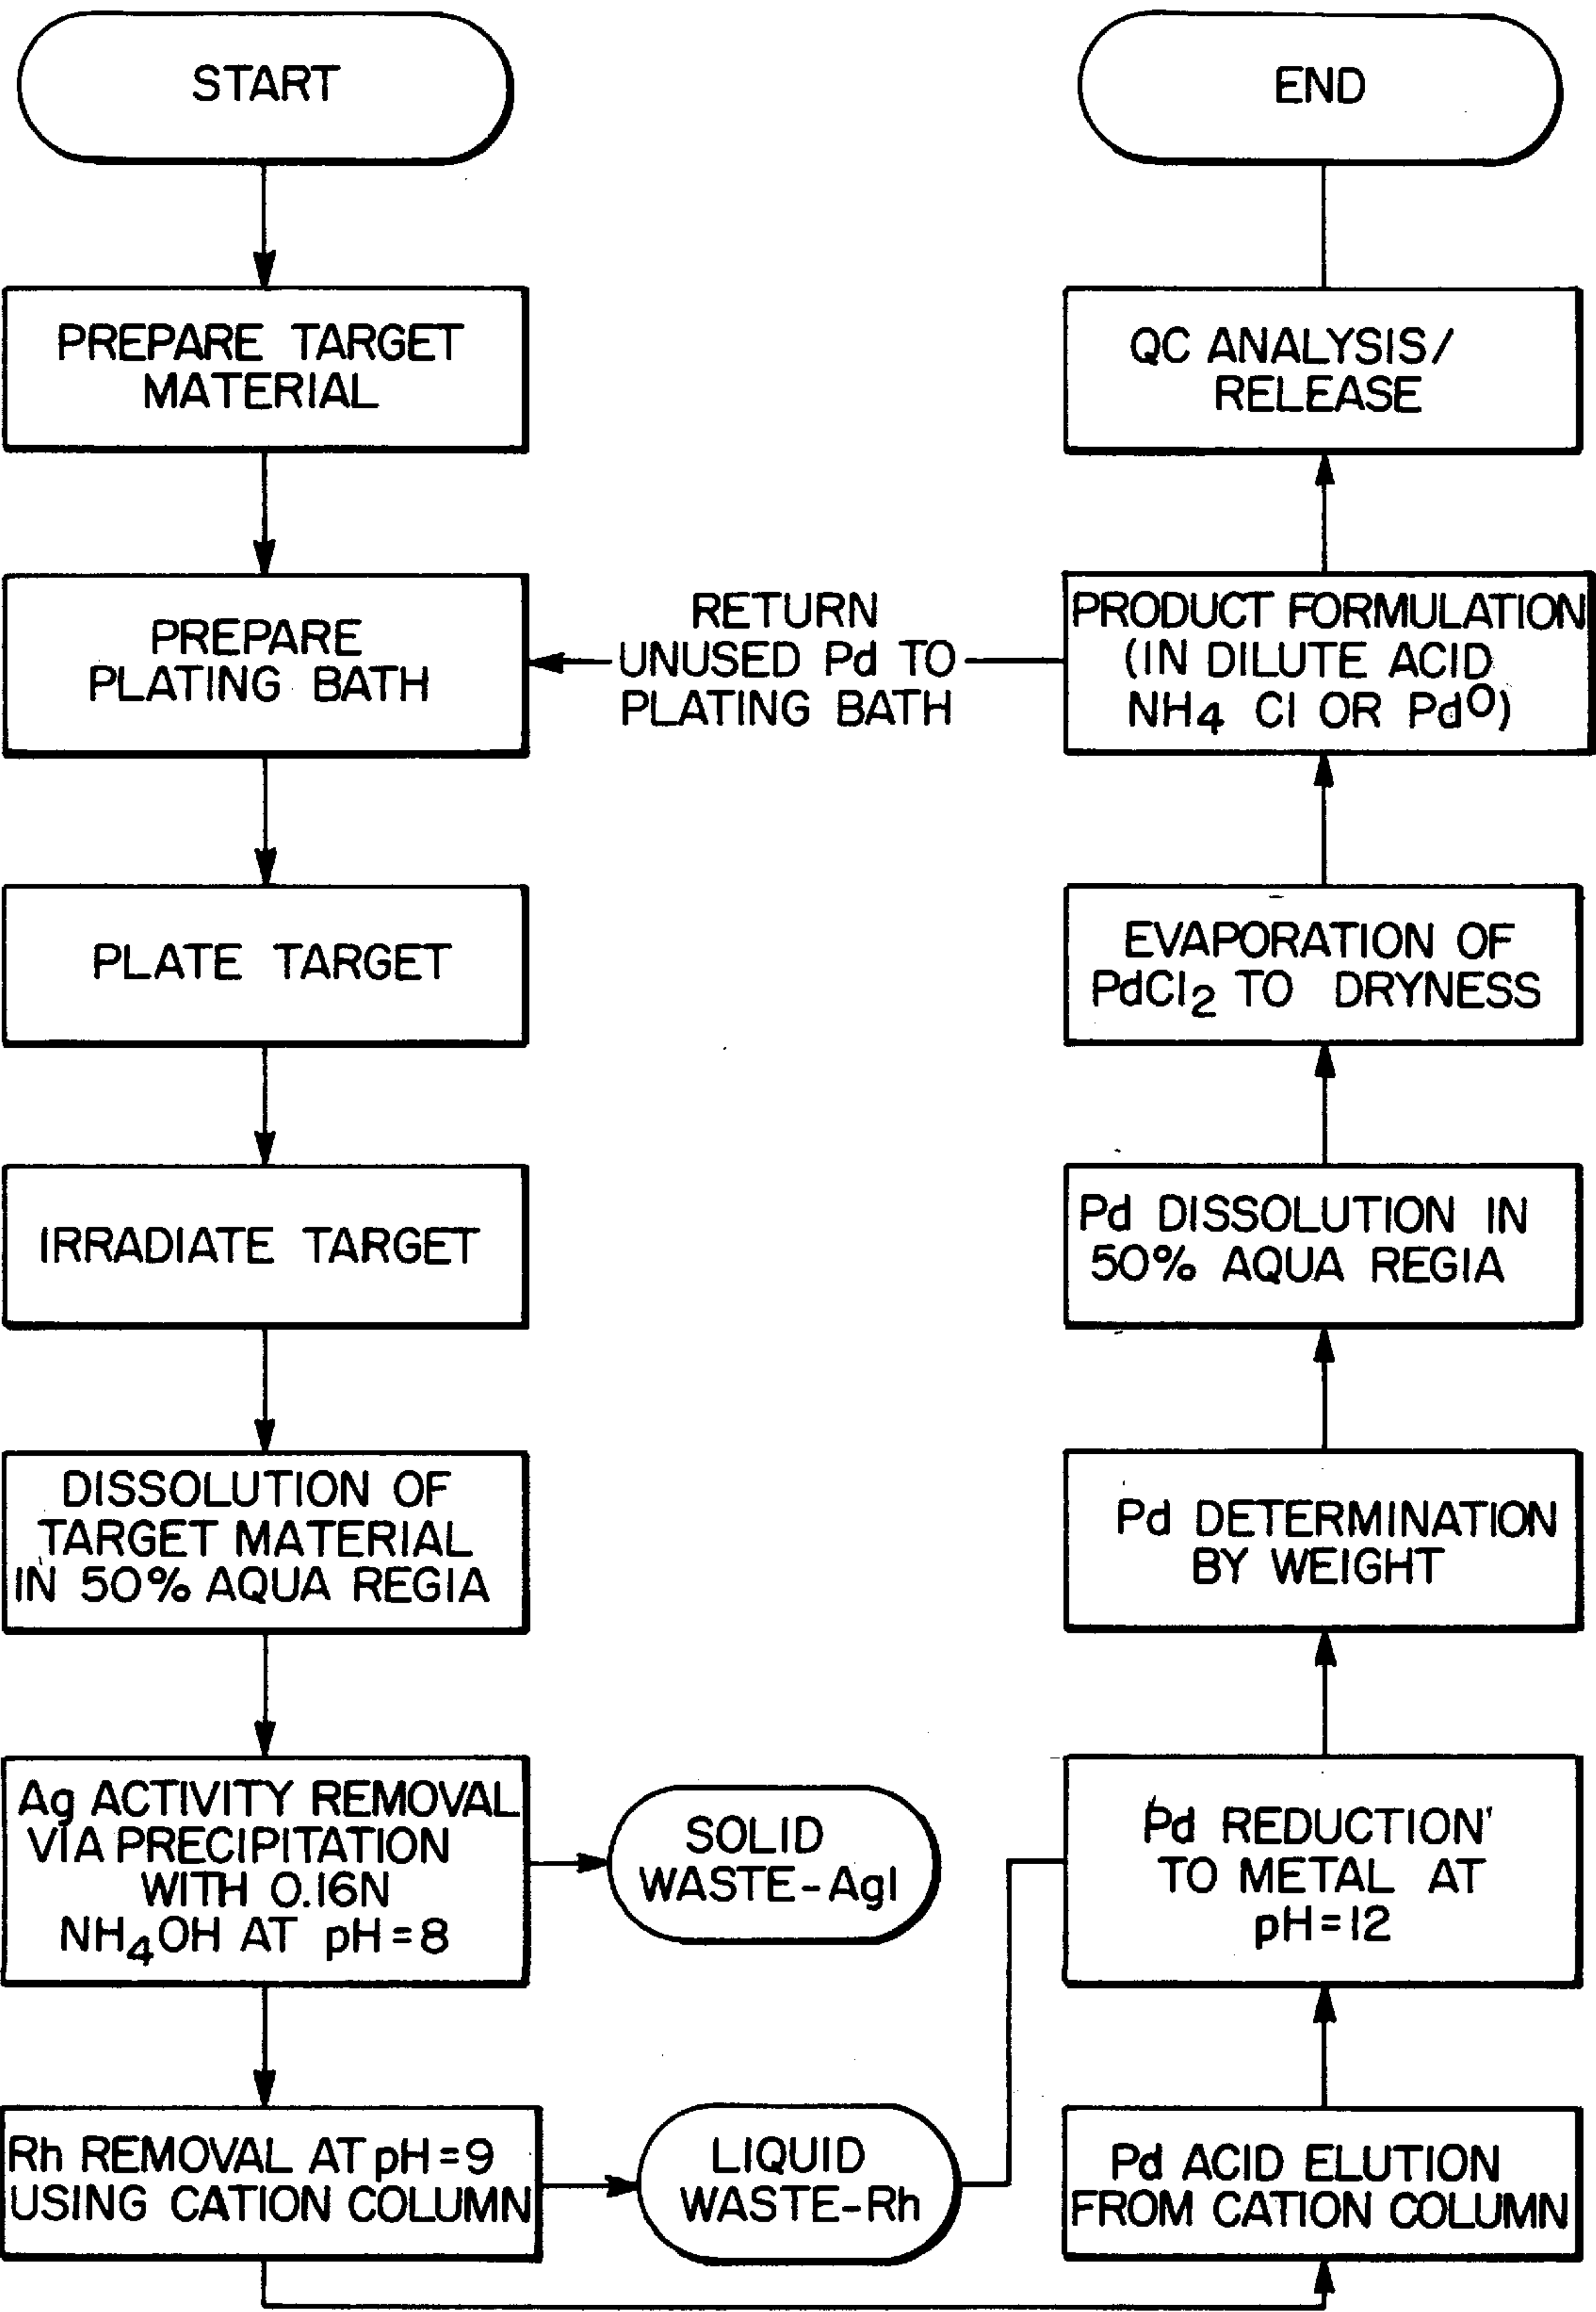 START
PREPARE TARGET
MATERIAL
PREPARE
PLATING BATH
PLATE TARGET
IRRADIATE TARGET
DISSOLUTION OF
TARGET MATERIAL
IN 50% AQUA REGIA
Ag ACTIVITY REMOVAL
VIA PRECIPITATION
WITH 0.16N
NH4OH AT pH=8
SOLID
WASTE-AgI
Rh REMOVAL AT pH=9
USING CATION COLUMN
LIQUID
WASTE-Rh
Pd ACID ELUTION
FROM CATION COLUMN
Pd REDUCTION
TO METAL AT
pH=12
Pd DETERMINATION
BY WEIGHT
Pd DISSOLUTION IN
50% AQUA REGIA
EVAPORATION OF
PdCl2 TO DRYNESS
PRODUCT FORMULATION
(IN DILUTE ACID
NH4 Cl OR Pd0)
RETURN
UNUSED Pd TO
PLATING BATH
QC ANALYSIS/
RELEASE
END